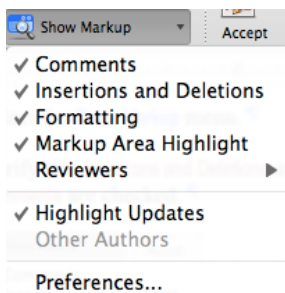 Show Markup
Accept
Comments
Insertions and Deletions
Formatting
Markup Area Highlight
Reviewers
Highlight Updates
Other Authors
Preferences...